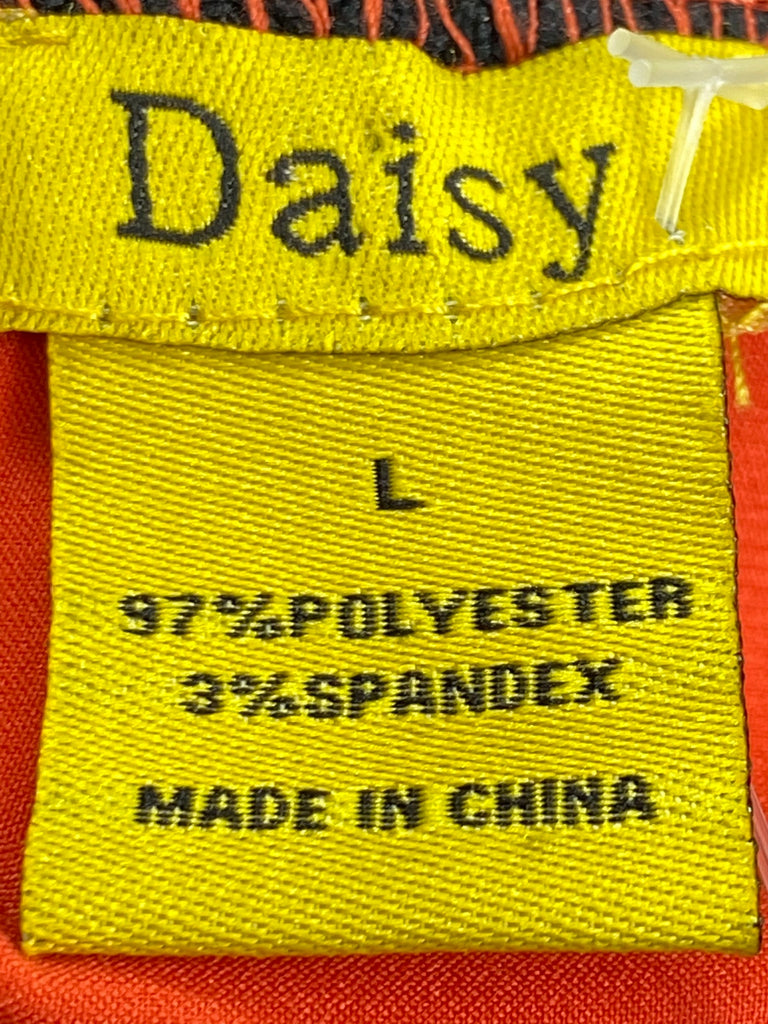 Daisy
L
97%POLYESTER
3%SPANDEX
MADE IN CHINA